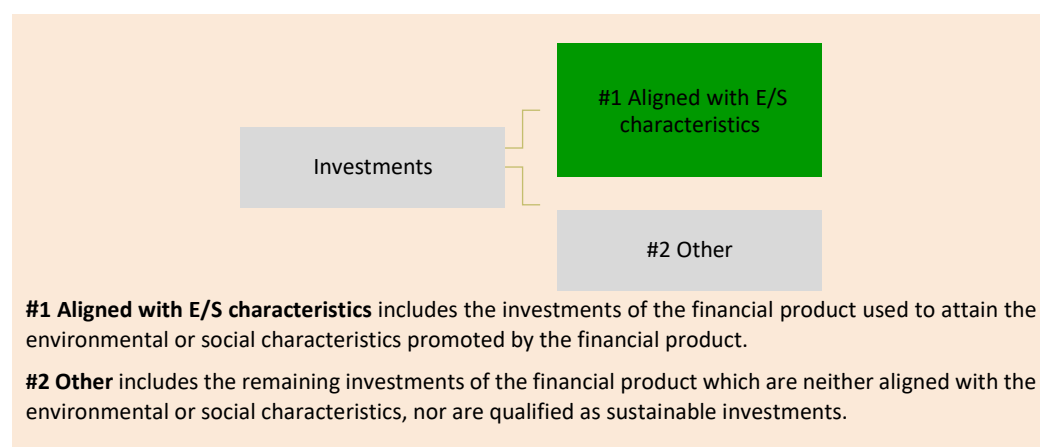 #1 Aligned with E/S
characteristics
Investments
#2 Other
#1 Aligned with E/S characteristics includes the investments of the financial product used to attain the
environmental or social characteristics promoted by the financial product.
#2 Other includes the remaining investments of the financial product which are neither aligned with the
environmental or social characteristics, nor are qualified as sustainable investments.